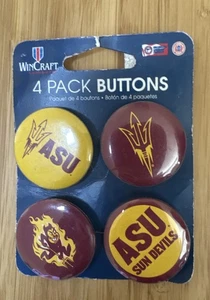 WINCRAFT
4 PACK BUTTONS
Paquet de 4 boutons • Botón de 4 paquetes
ASU
ASU
SUN DEVILS